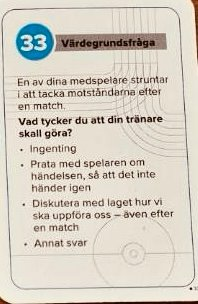 33 Värdegrundsfråga
En av dina medspelare struntar
i att tacka motståndarna efter
en match.
Vad tycker du att din tränare
skall göra?
• Ingenting
• Prata med spelaren om
händelsen, så att det inte
händer igen
• Diskutera med laget hur vi
ska uppföra oss – även efter
en match
• Annat svar